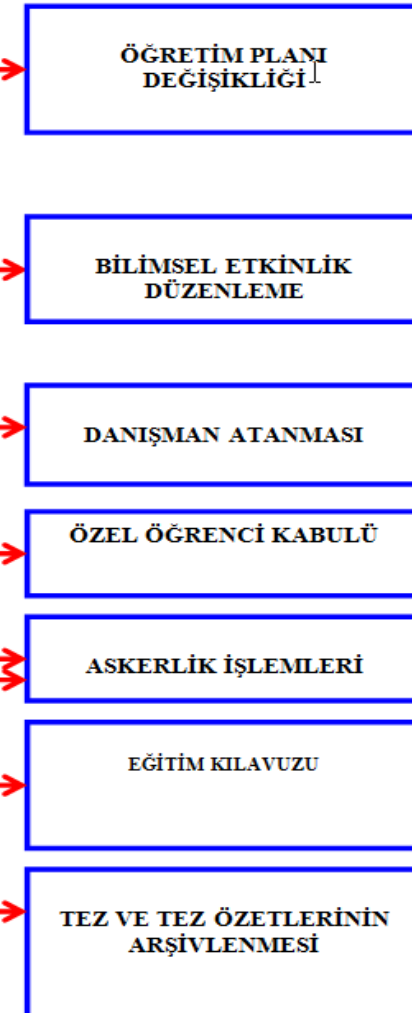 ÖĞRETİM PLANI
DEĞİŞİKLİĞİ
BİLİMSEL ETKİNLİK
DÜZENLEME
DANIŞMAN ATANMASI
ÖZEL ÖĞRENCİ KABULÜ
ASKERLİK İŞLEMLERİ
EĞİTİM KILAVUZU
TEZ VE TEZ ÖZETLERİNİN
ARŞİVLENMESİ